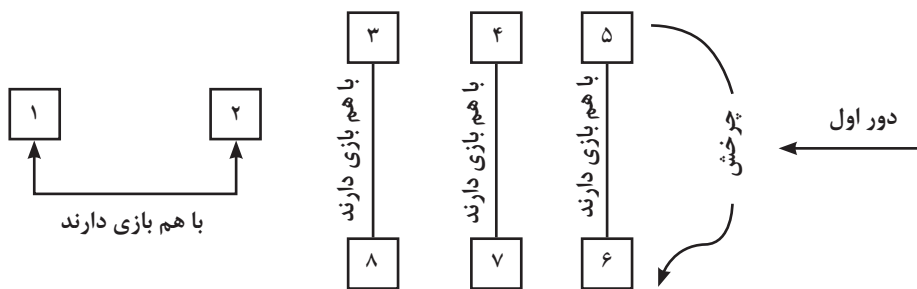 دور اول
چرخش
۵
۴
۳
با هم بازی دارند
با هم بازی دارند
با هم بازی دارند
۶
۷
۸
۲
۱
با هم بازی دارند